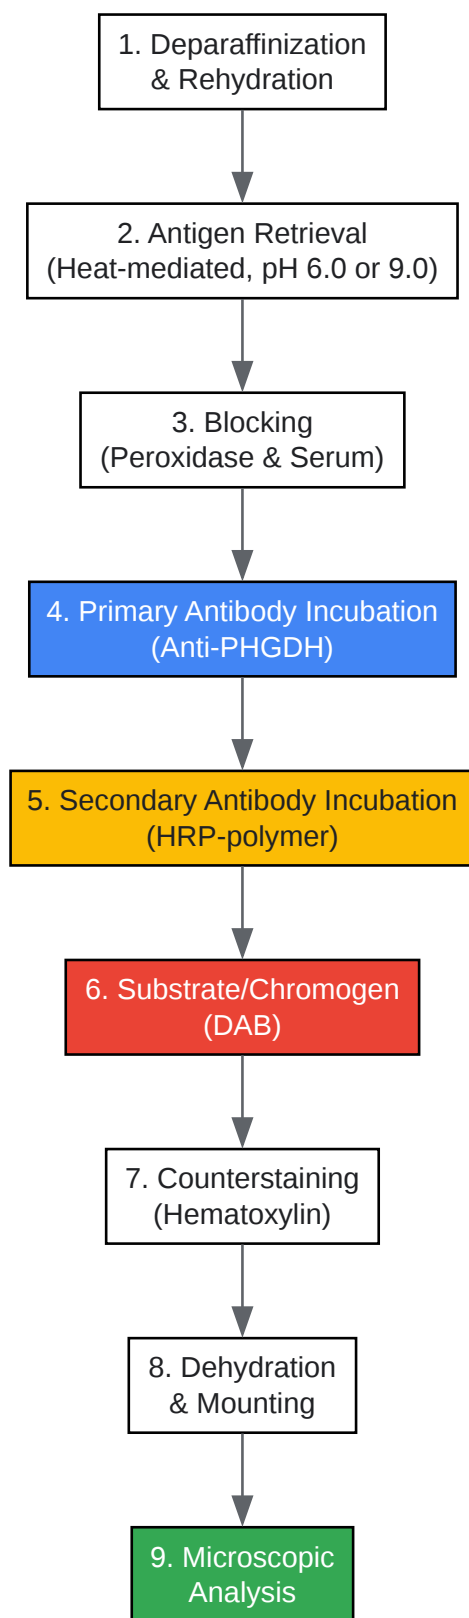 1. Deparaffinization
& Rehydration
2. Antigen Retrieval
(Heat-mediated, pH 6.0 or 9.0)
3. Blocking
(Peroxidase & Serum)
4. Primary Antibody Incubation
(Anti-PHGDH)
5. Secondary Antibody Incubation
(HRP-polymer)
6. Substrate/Chromogen
(DAB)
7. Counterstaining
(Hematoxylin)
8. Dehydration
& Mounting
9. Microscopic
Analysis